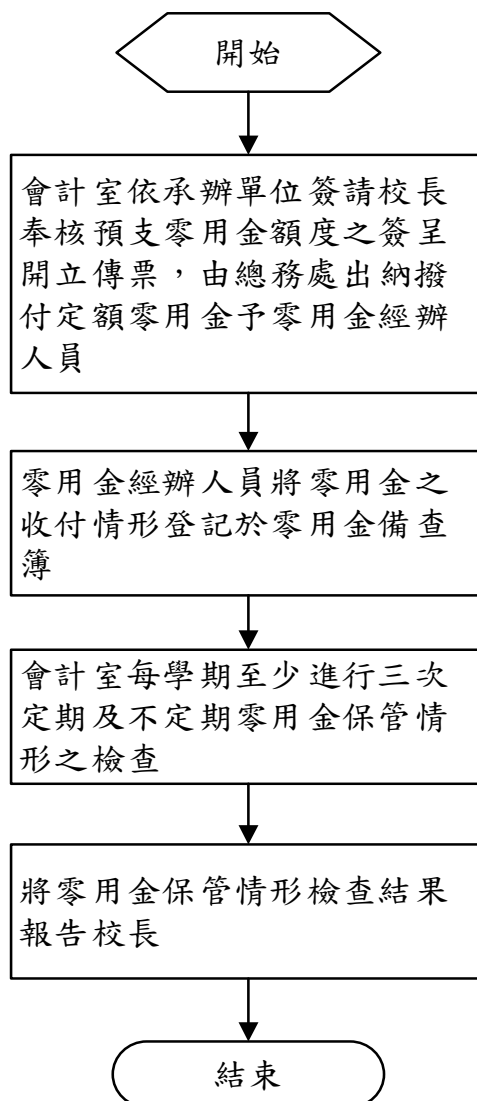 開始
會計室依承辦單位簽請校長
奉核預支零用金額度之簽呈
開立傳票，由總務處出納撥
付定額零用金予零用金經辦
人員
零用金經辦人員將零用金之
收付情形登記於零用金備查
簿
會計室每學期至少進行三次
定期及不定期零用金保管情
形之檢查
將零用金保管情形檢查結果
報告校長
結束